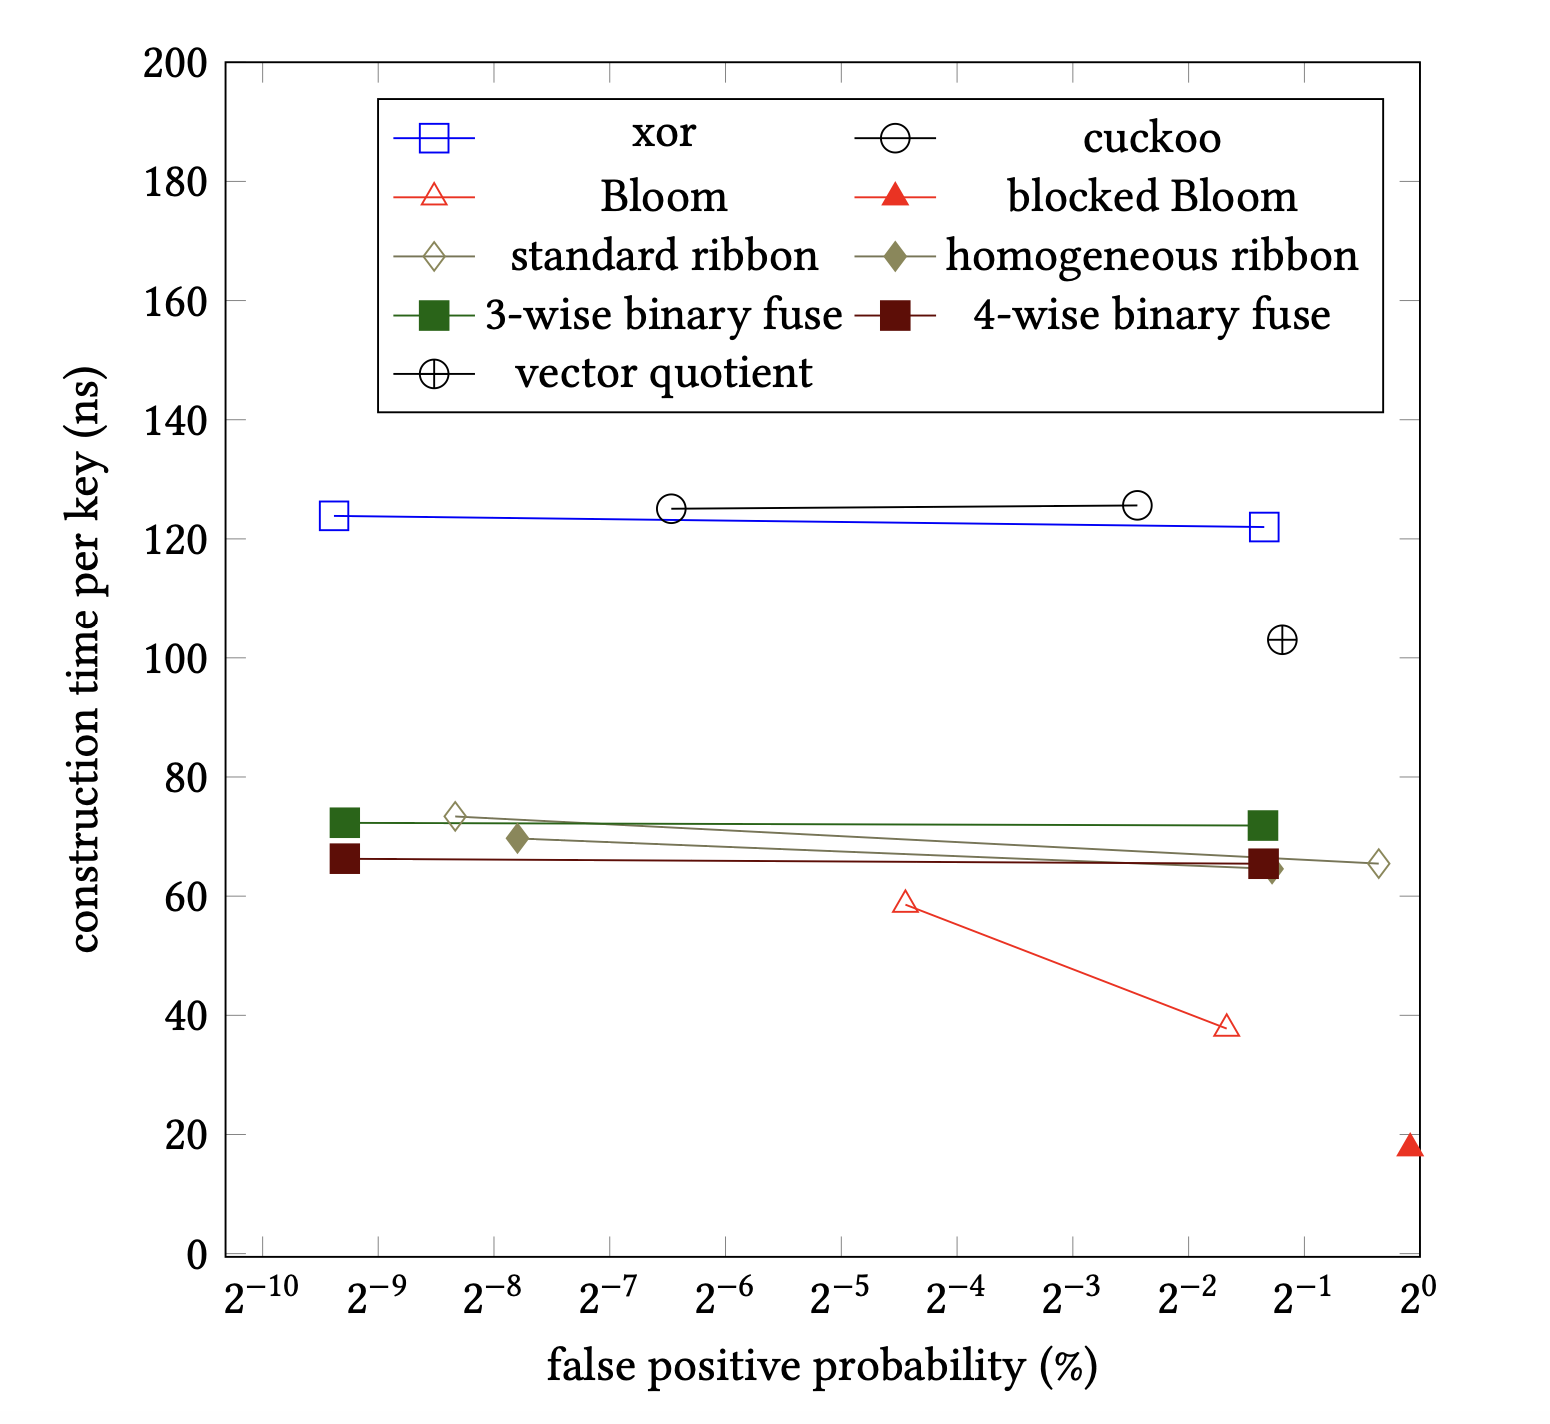 200
180
160
140
120
100
80
60
40
20
0
construction time per key (ns)
xor
cuckoo
Bloom
blocked Bloom
standard ribbon
homogeneous ribbon
3-wise binary fuse
4-wise binary fuse
vector quotient
2⁻¹⁰ 2⁻⁹ 2⁻⁸ 2⁻⁷ 2⁻⁶ 2⁻⁵ 2⁻⁴ 2⁻³ 2⁻² 2⁻¹ 2⁰
false positive probability (%)